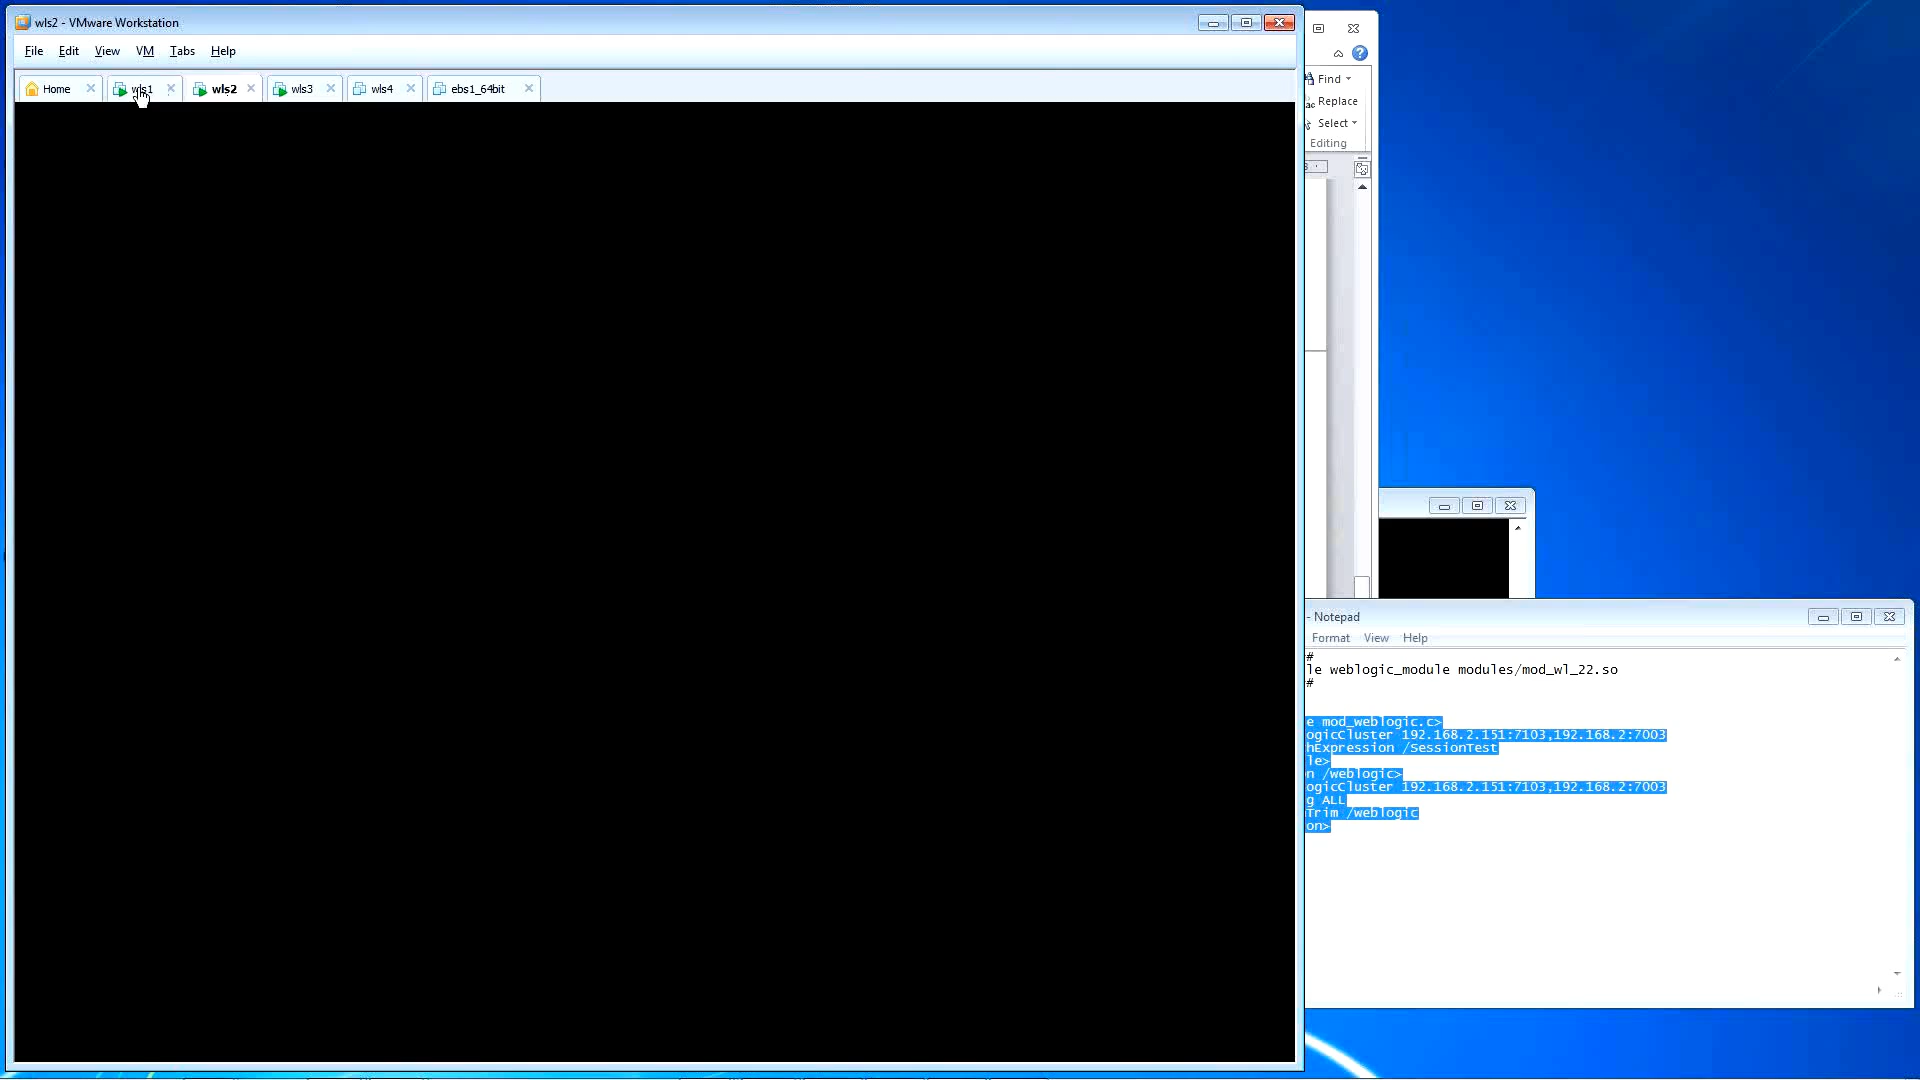 wls2 - VMware Workstation
File Edit View VM Tabs Help
Home wls1 wls2 wls3 wls4 ebs1_64bit
Find
Replace
Select
Editing
- Notepad
Format View Help
#
le weblogic_module modules/mod_wl_22.so
#
e mod_weblogic.c>
ogicCluster 192.168.2.151:7103,192.168.2:7003
hExpression /SessionTest
le>
n /weblogic>
ogicCluster 192.168.2.151:7103,192.168.2:7003
g ALL
Trim /weblogic
on>